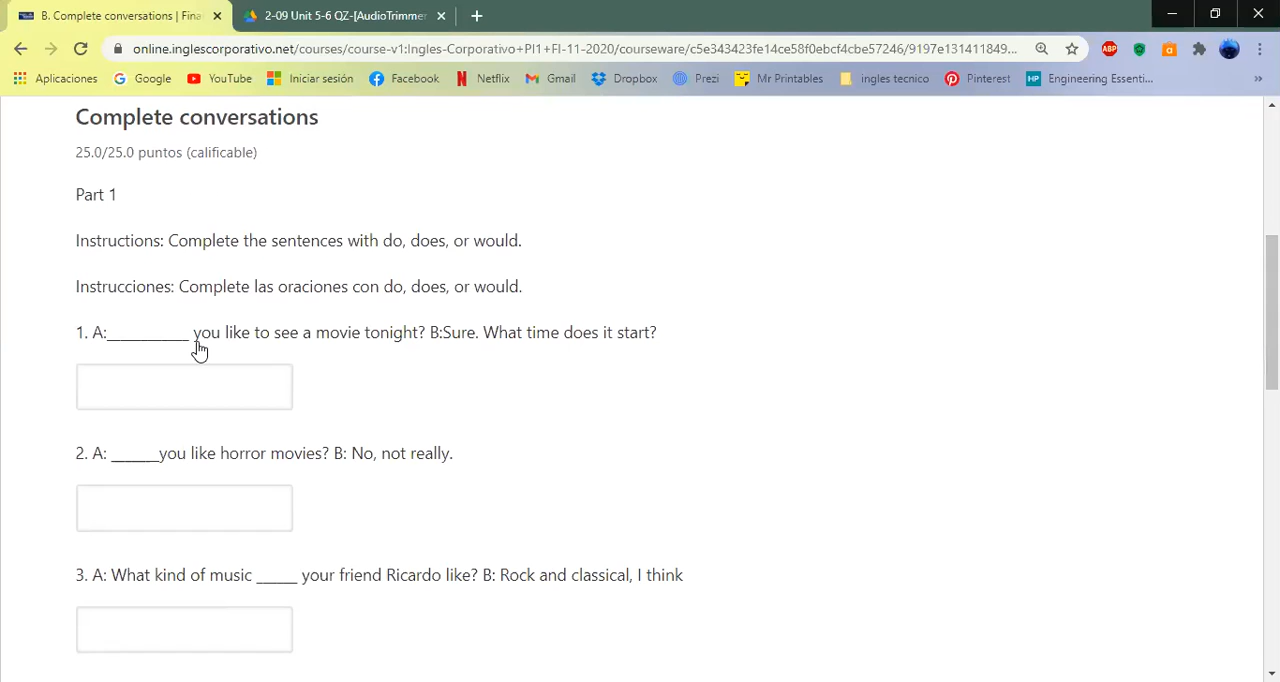 B. Complete conversations | Fina
2-09 Unit 5-6 QZ-[AudioTrimmer
online.inglescorporativo.net/courses/course-v1:Ingles-Corporativo+PI1+FI-11-2020/courseware/c5e343423fe14ce58f0ebcf4cbe57246/9197e131411849...
ABP
Aplicaciones Google YouTube Iniciar sesión Facebook Netflix Gmail Dropbox Prezi Mr Printables ingles tecnico Pinterest HP Engineering Essenti... »
Complete conversations
25.0/25.0 puntos (calificable)
Part 1
Instructions: Complete the sentences with do, does, or would.
Instrucciones: Complete las oraciones con do, does, or would.
1. A:__________ you like to see a movie tonight? B:Sure. What time does it start?
2. A: ______you like horror movies? B: No, not really.
3. A: What kind of music _____ your friend Ricardo like? B: Rock and classical, I think